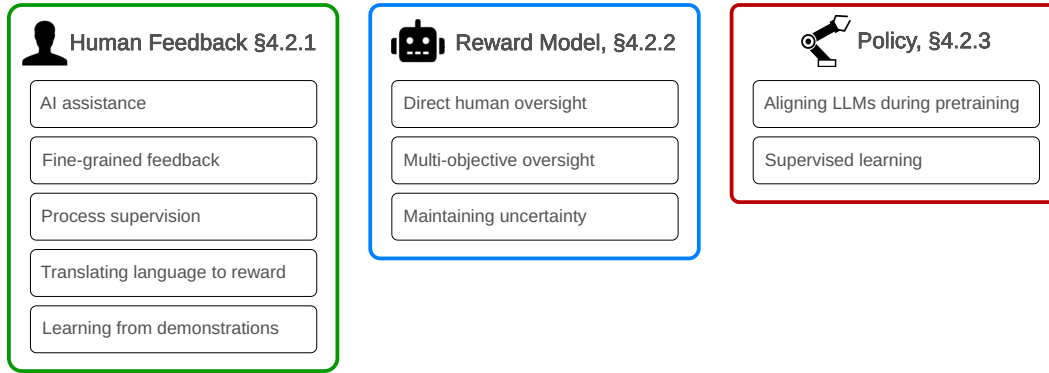 Human Feedback §4.2.1
AI assistance
Fine-grained feedback
Process supervision
Translating language to reward
Learning from demonstrations
Reward Model, §4.2.2
Direct human oversight
Multi-objective oversight
Maintaining uncertainty
Policy, §4.2.3
Aligning LLMs during pretraining
Supervised learning